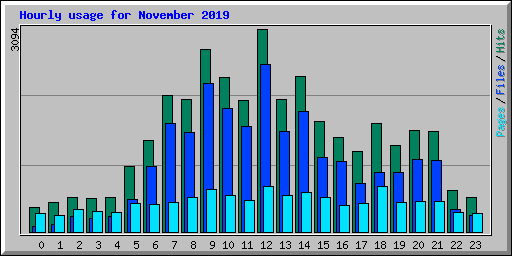 Hourly usage for November 2019
3094
Pages/Files/Hits
0 1 2 3 4 5 6 7 8 9 10 11 12 13 14 15 16 17 18 19 20 21 22 23